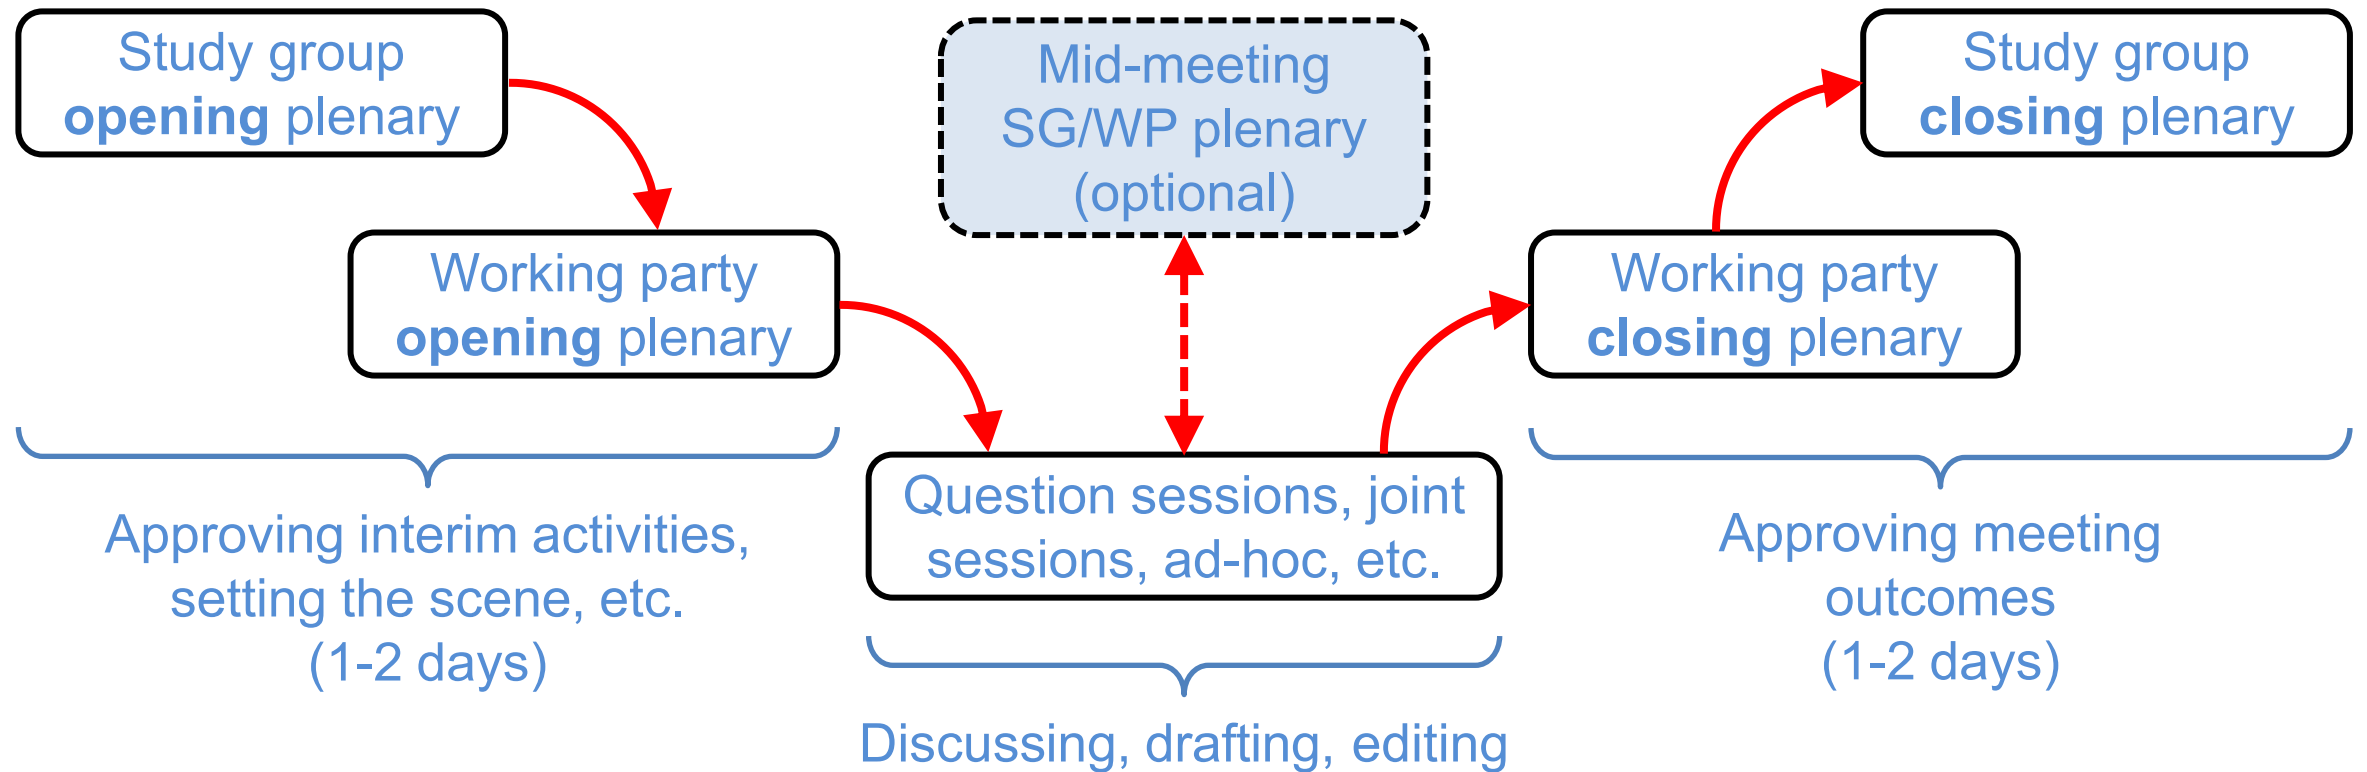 Study group
opening plenary
Working party
opening plenary
Approving interim activities,
setting the scene, etc.
(1-2 days)
Mid-meeting
SG/WP plenary
(optional)
Question sessions, joint
sessions, ad-hoc, etc.
Discussing, drafting, editing
Study group
closing plenary
Working party
closing plenary
Approving meeting
outcomes
(1-2 days)